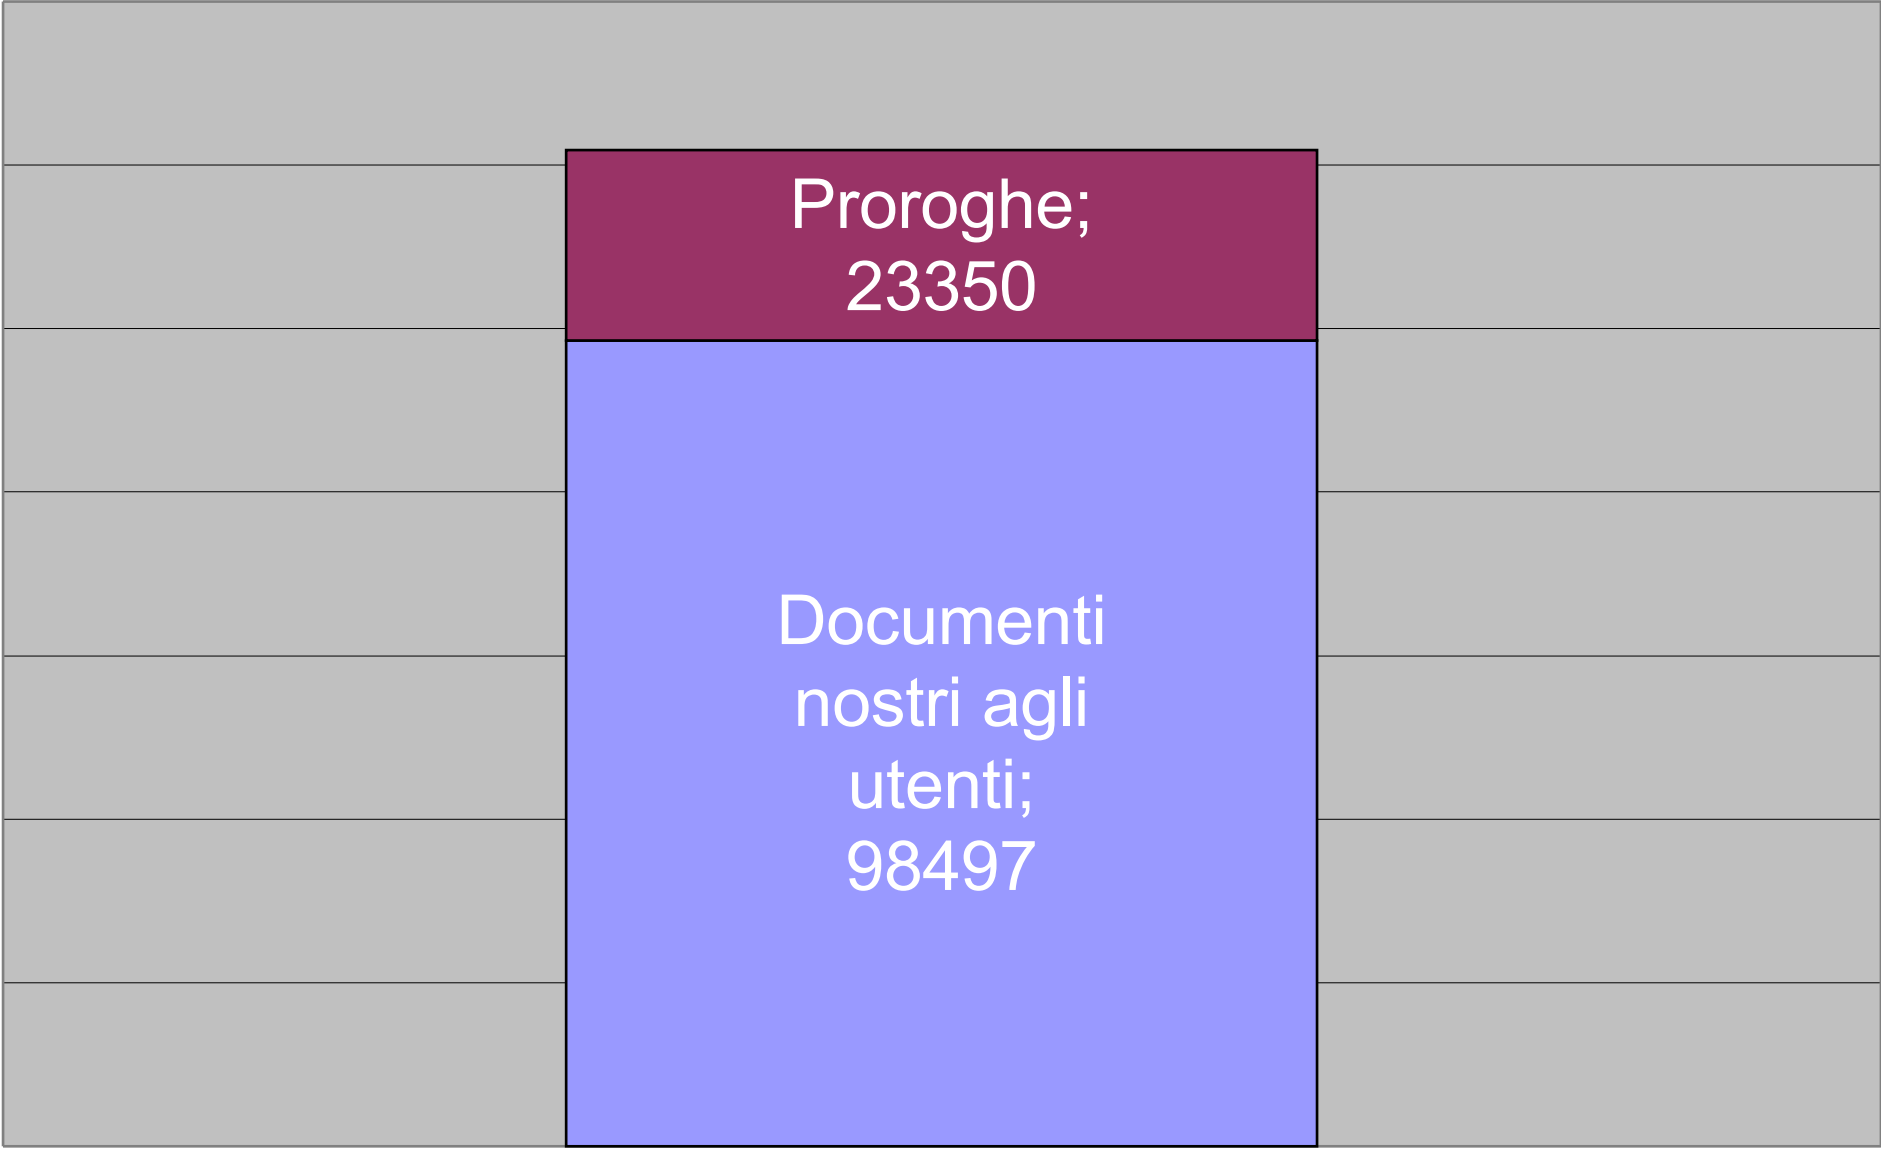 Proroghe;
23350
Documenti
nostri agli
utenti;
98497